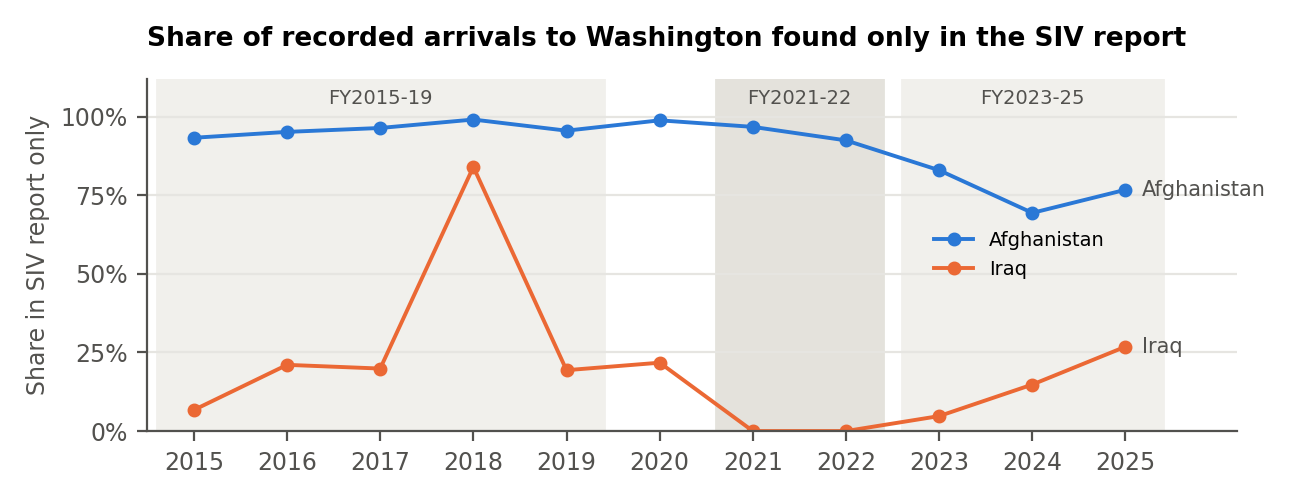 Share of recorded arrivals to Washington found only in the SIV report
Share in SIV report only
100%
75%
50%
25%
0%
FY2015-19
FY2021-22
FY2023-25
Afghanistan
Afghanistan
Iraq
Iraq
2015 2016 2017 2018 2019 2020 2021 2022 2023 2024 2025